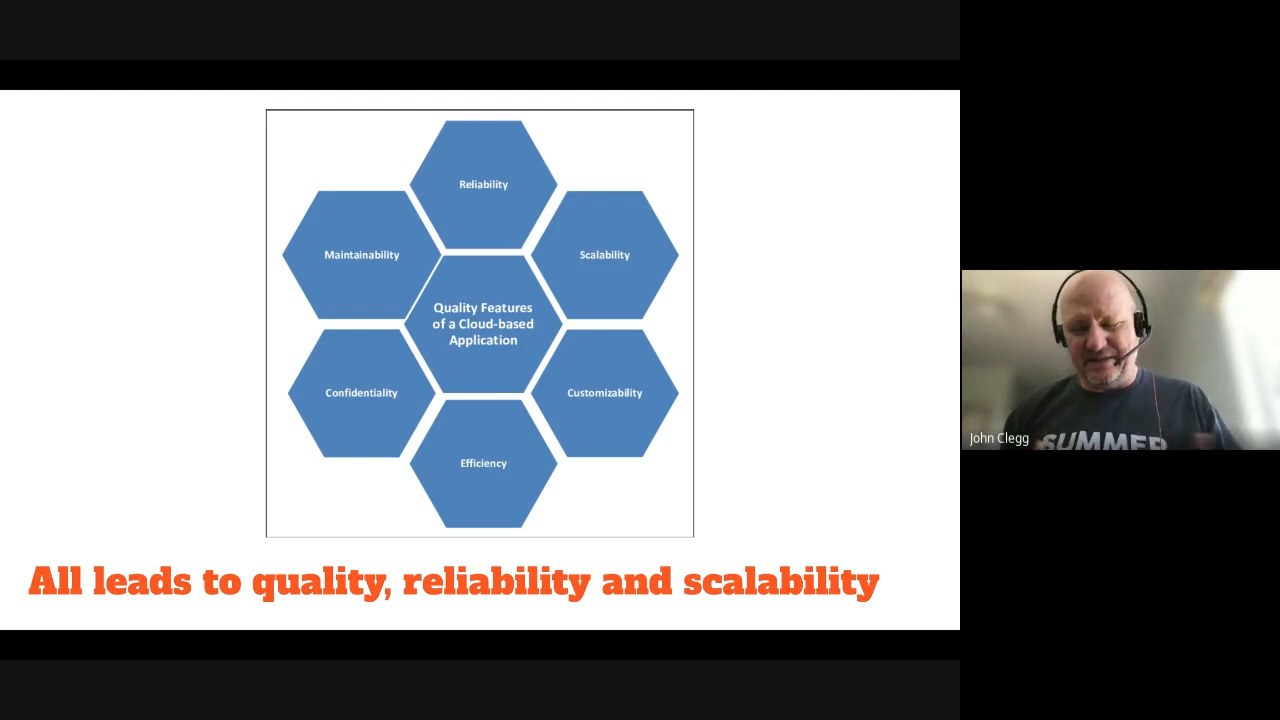 Reliability
Maintainability
Scalability
Quality Features
of a Cloud-based
Application
Confidentiality
Customizability
Efficiency
All leads to quality, reliability and scalability
John Clegg
SUMMER